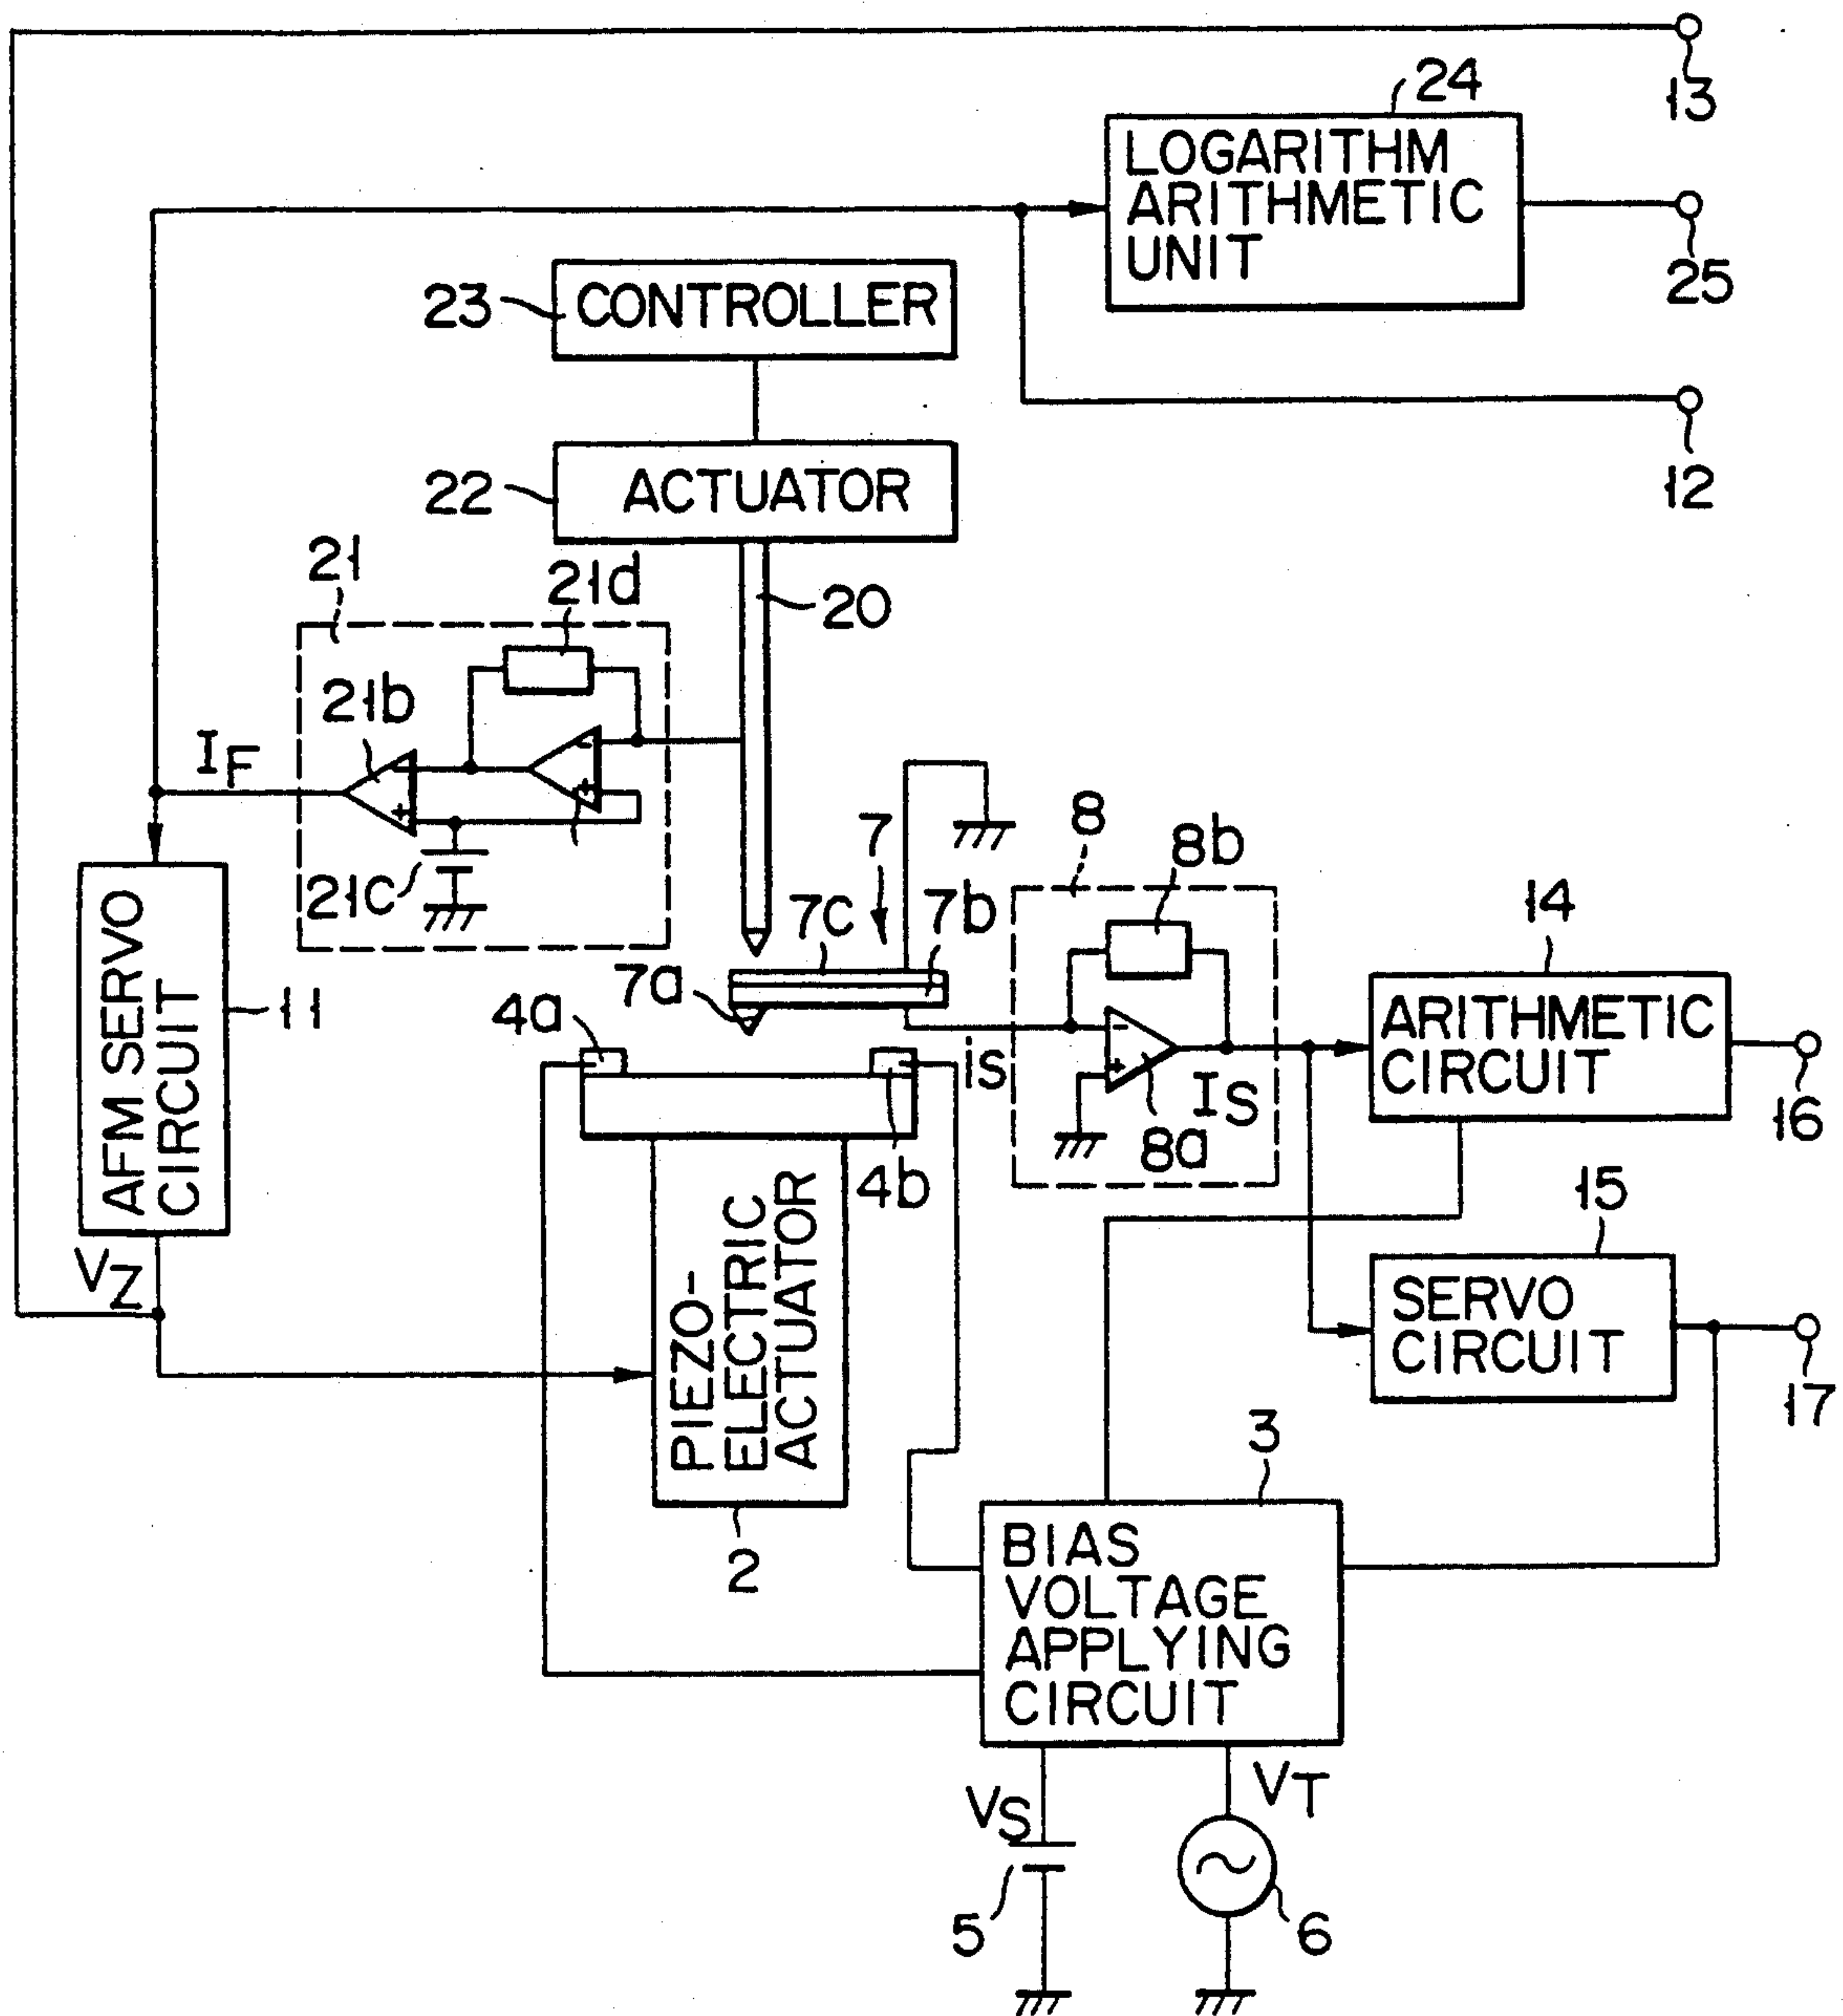 13
24
LOGARITHM
ARITHMETIC
UNIT
25
23
CONTROLLER
12
22
ACTUATOR
21
21d
20
21b
-
+
IF
+
21c
7
8
8b
7c
7b
14
7a
4a
11
AFM SERVO
CIRCUIT
is
-
+
IS
8a
ARITHMETIC
CIRCUIT
16
4b
15
VZ
PIEZO-
ELECTRIC
ACTUATOR
SERVO
CIRCUIT
17
2
3
BIAS
VOLTAGE
APPLYING
CIRCUIT
VS
VT
5
6